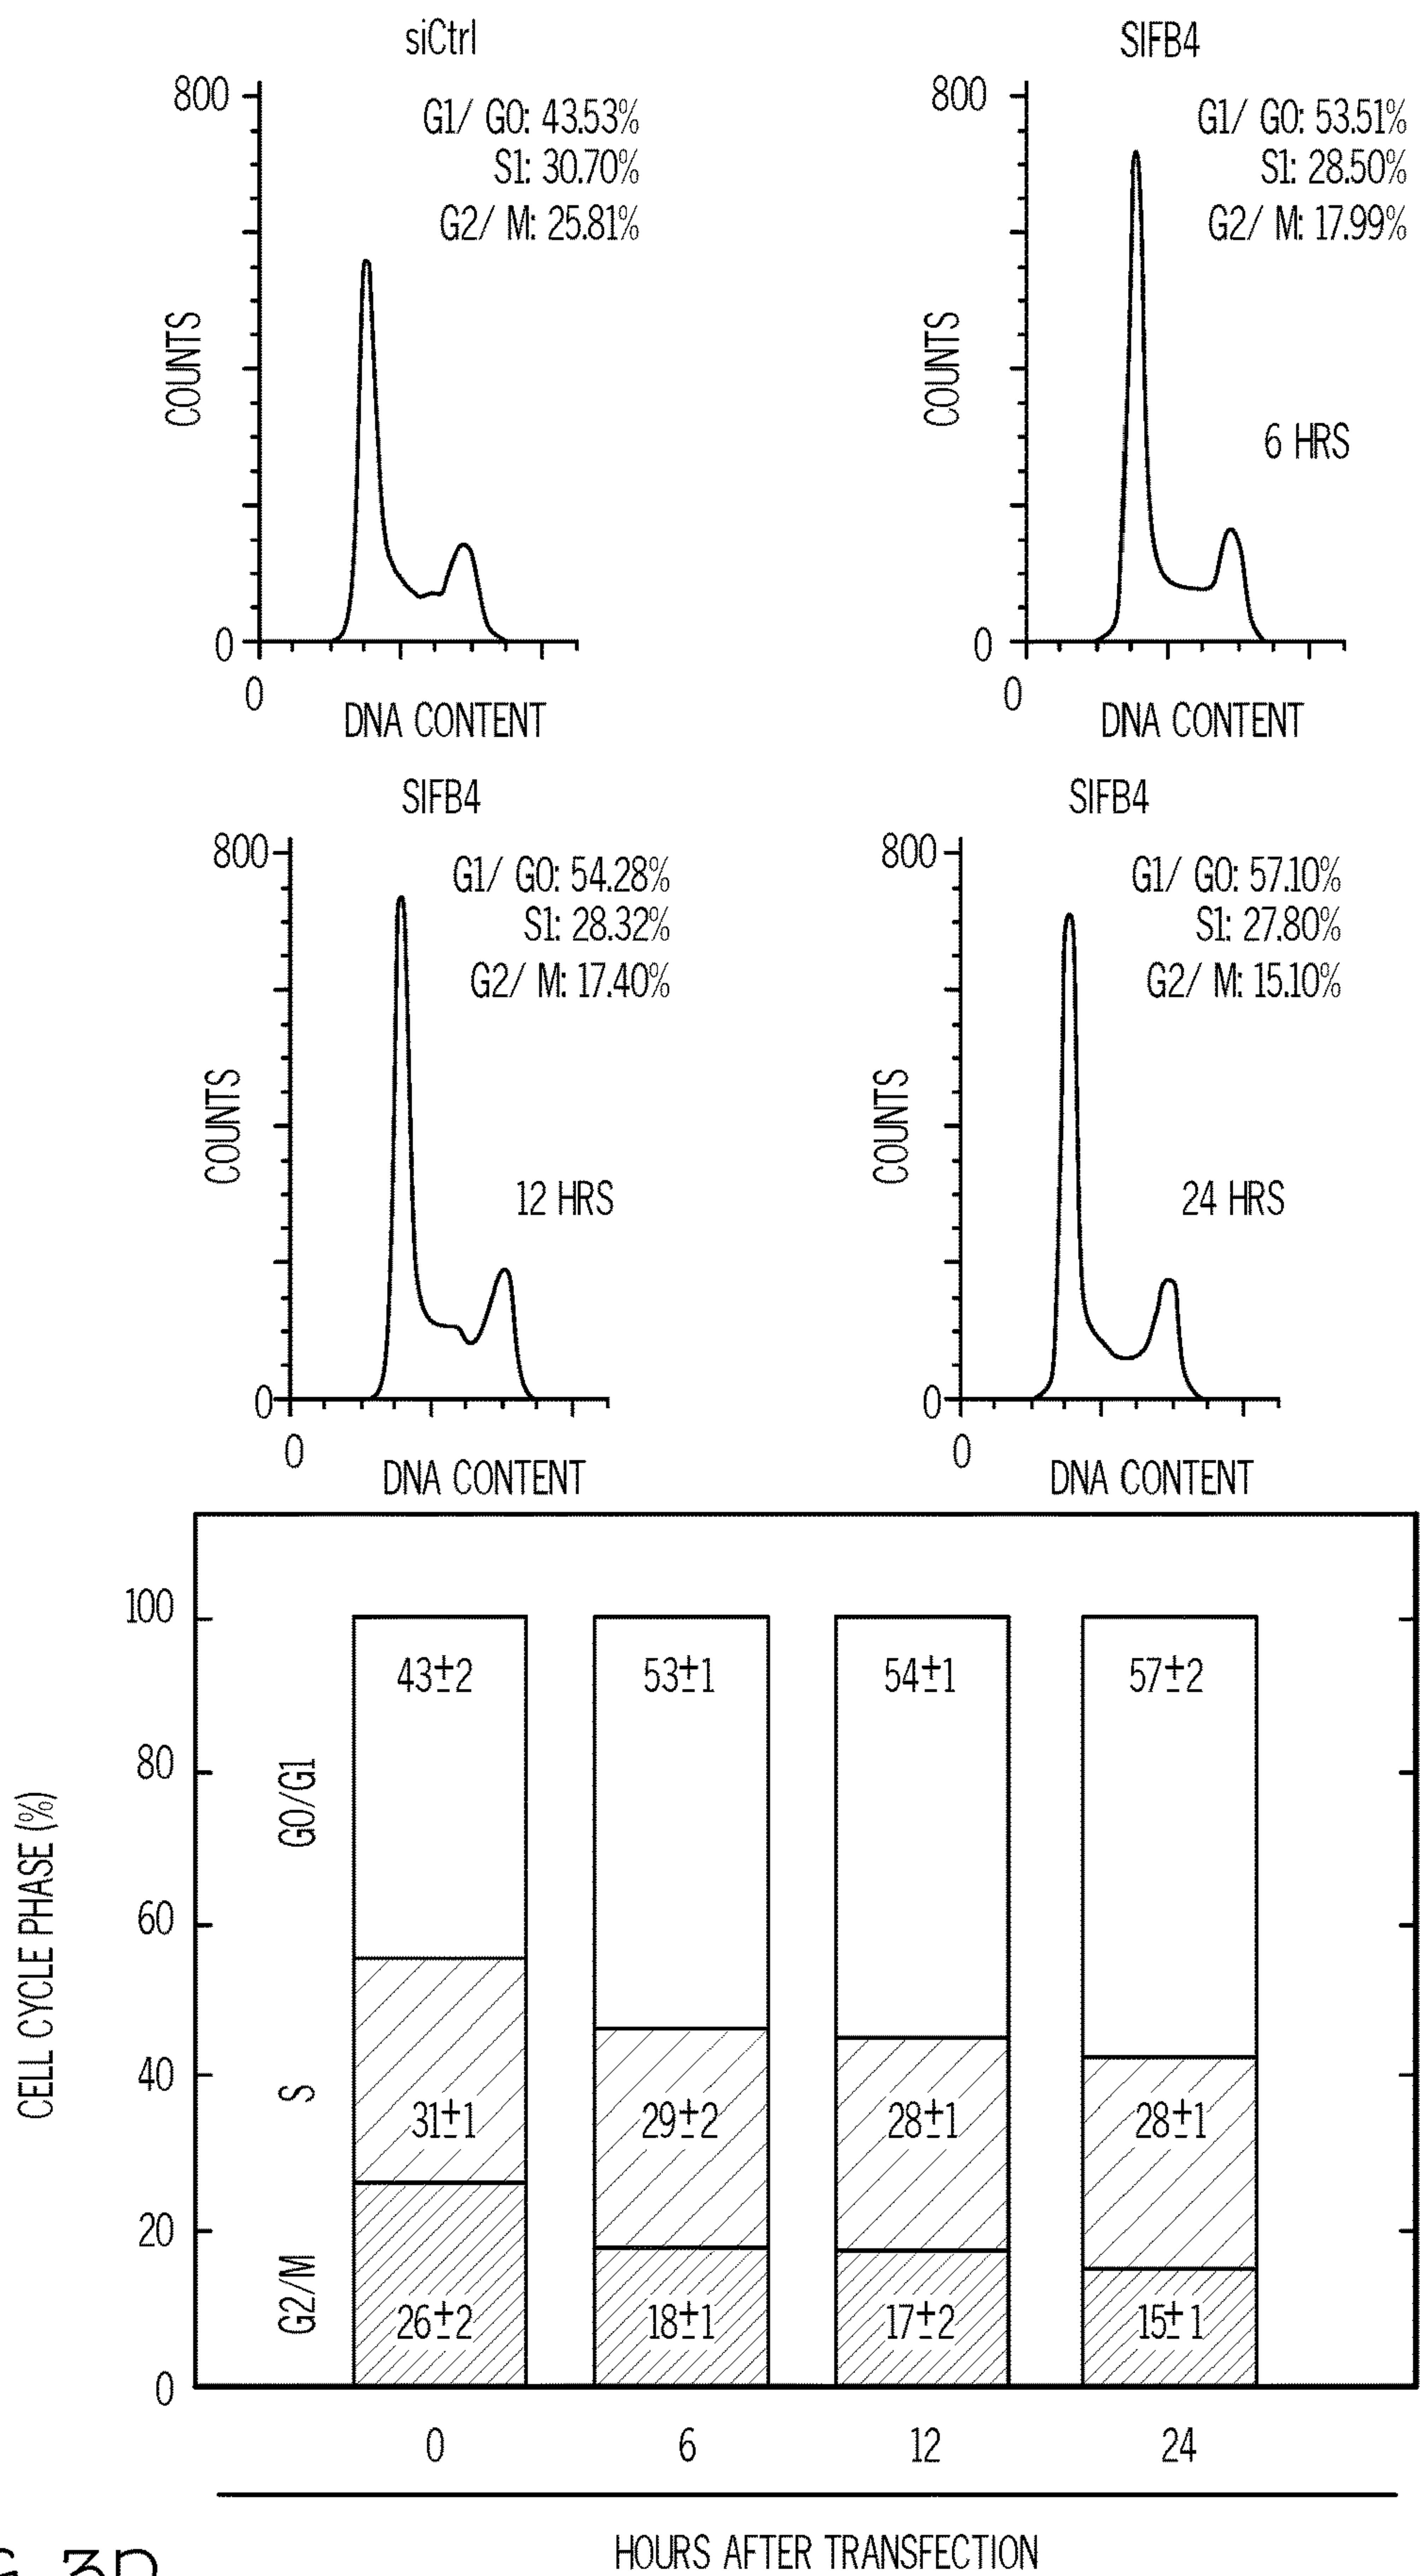 siCtrl
800
G1/ G0: 43.53%
S1: 30.70%
G2/ M: 25.81%
COUNTS
0
0
DNA CONTENT
SIFB4
800
G1/ G0: 53.51%
S1: 28.50%
G2/ M: 17.99%
COUNTS
6 HRS
0
0
DNA CONTENT
SIFB4
800
G1/ G0: 54.28%
S1: 28.32%
G2/ M: 17.40%
COUNTS
12 HRS
0
0
DNA CONTENT
SIFB4
800
G1/ G0: 57.10%
S1: 27.80%
G2/ M: 15.10%
COUNTS
24 HRS
0
0
DNA CONTENT
CELL CYCLE PHASE (%)
100
80
60
40
20
0
G0/G1
S
G2/M
43±2
53±1
54±1
57±2
31±1
29±2
28±1
28±1
26±2
18±1
17±2
15±1
0
6
12
24
HOURS AFTER TRANSFECTION